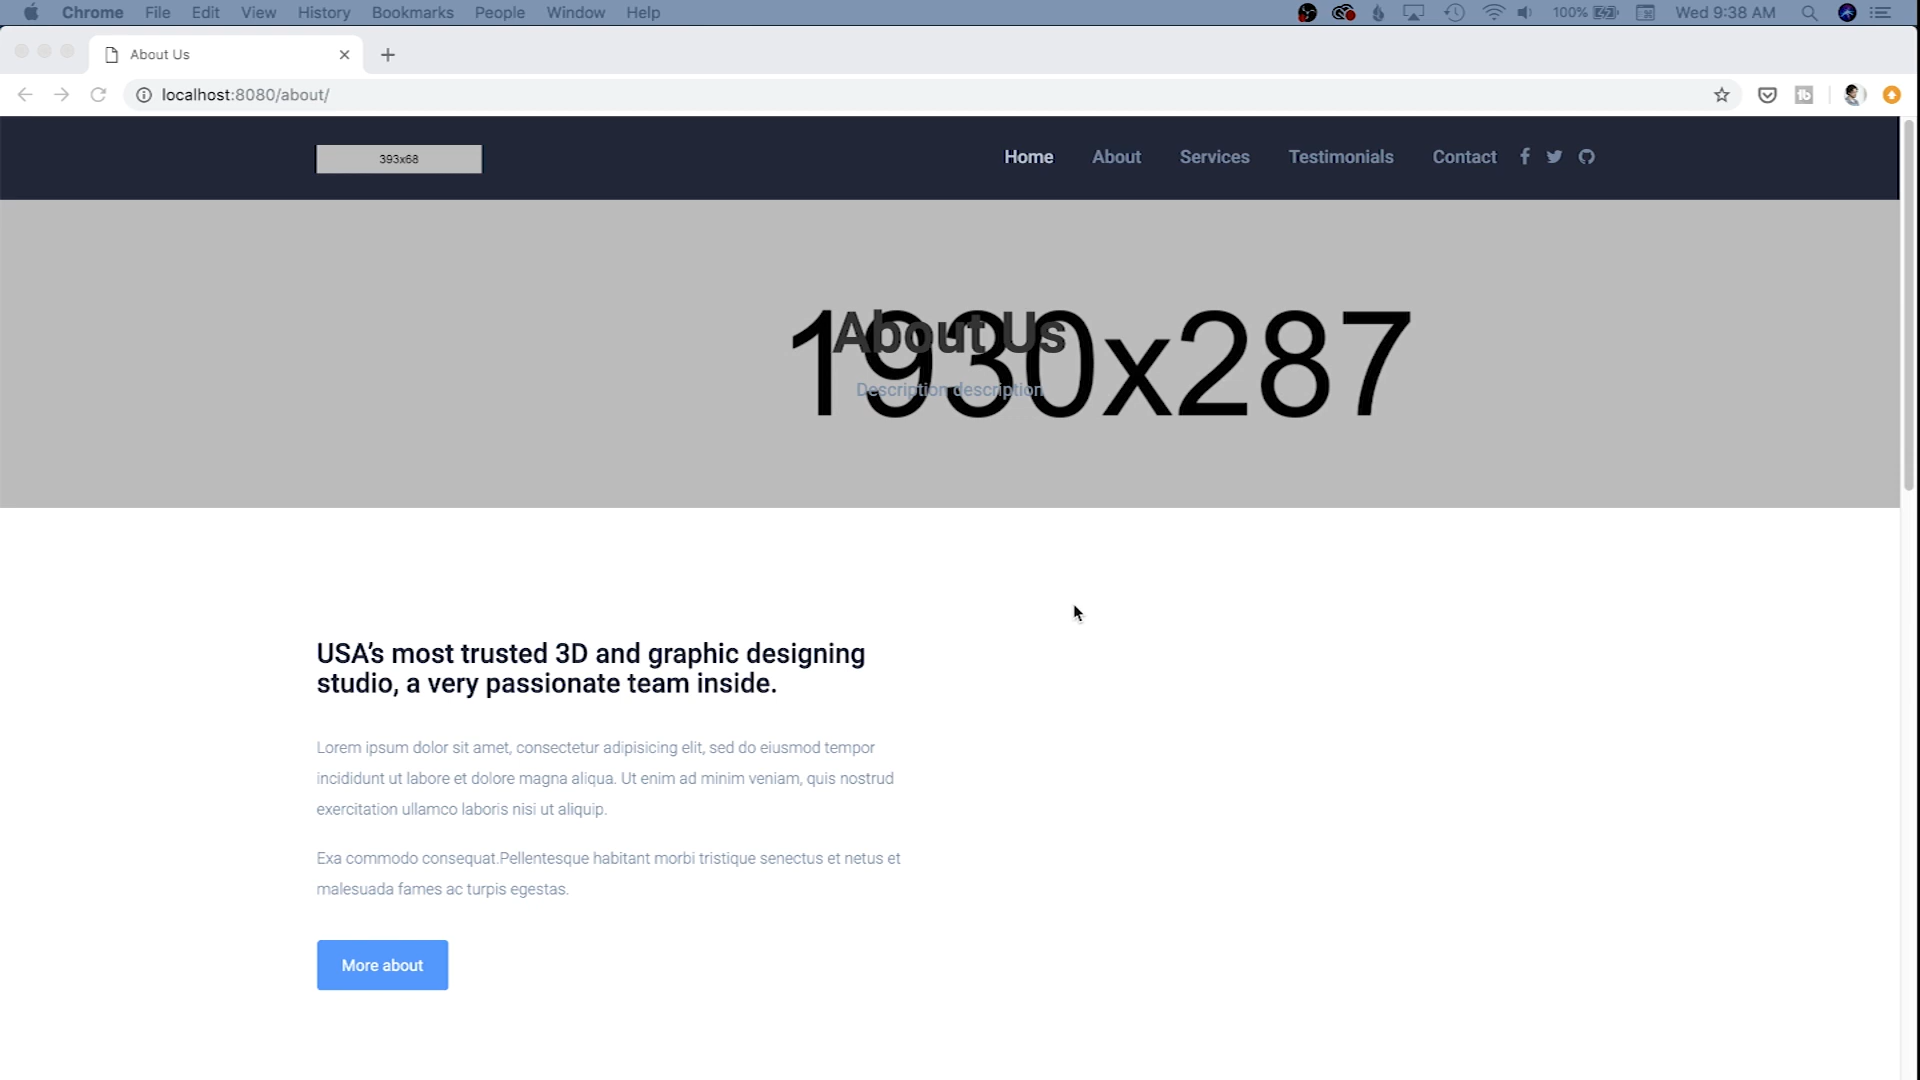 Chrome File Edit View History Bookmarks People Window Help 100% Wed 9:38 AM
About Us
localhost:8080/about/
393x68
Home About Services Testimonials Contact
1930x287
About Us
Description description
USA's most trusted 3D and graphic designing
studio, a very passionate team inside.
Lorem ipsum dolor sit amet, consectetur adipisicing elit, sed do eiusmod tempor
incididunt ut labore et dolore magna aliqua. Ut enim ad minim veniam, quis nostrud
exercitation ullamco laboris nisi ut aliquip.
Exa commodo consequat.Pellentesque habitant morbi tristique senectus et netus et
malesuada fames ac turpis egestas.
More about